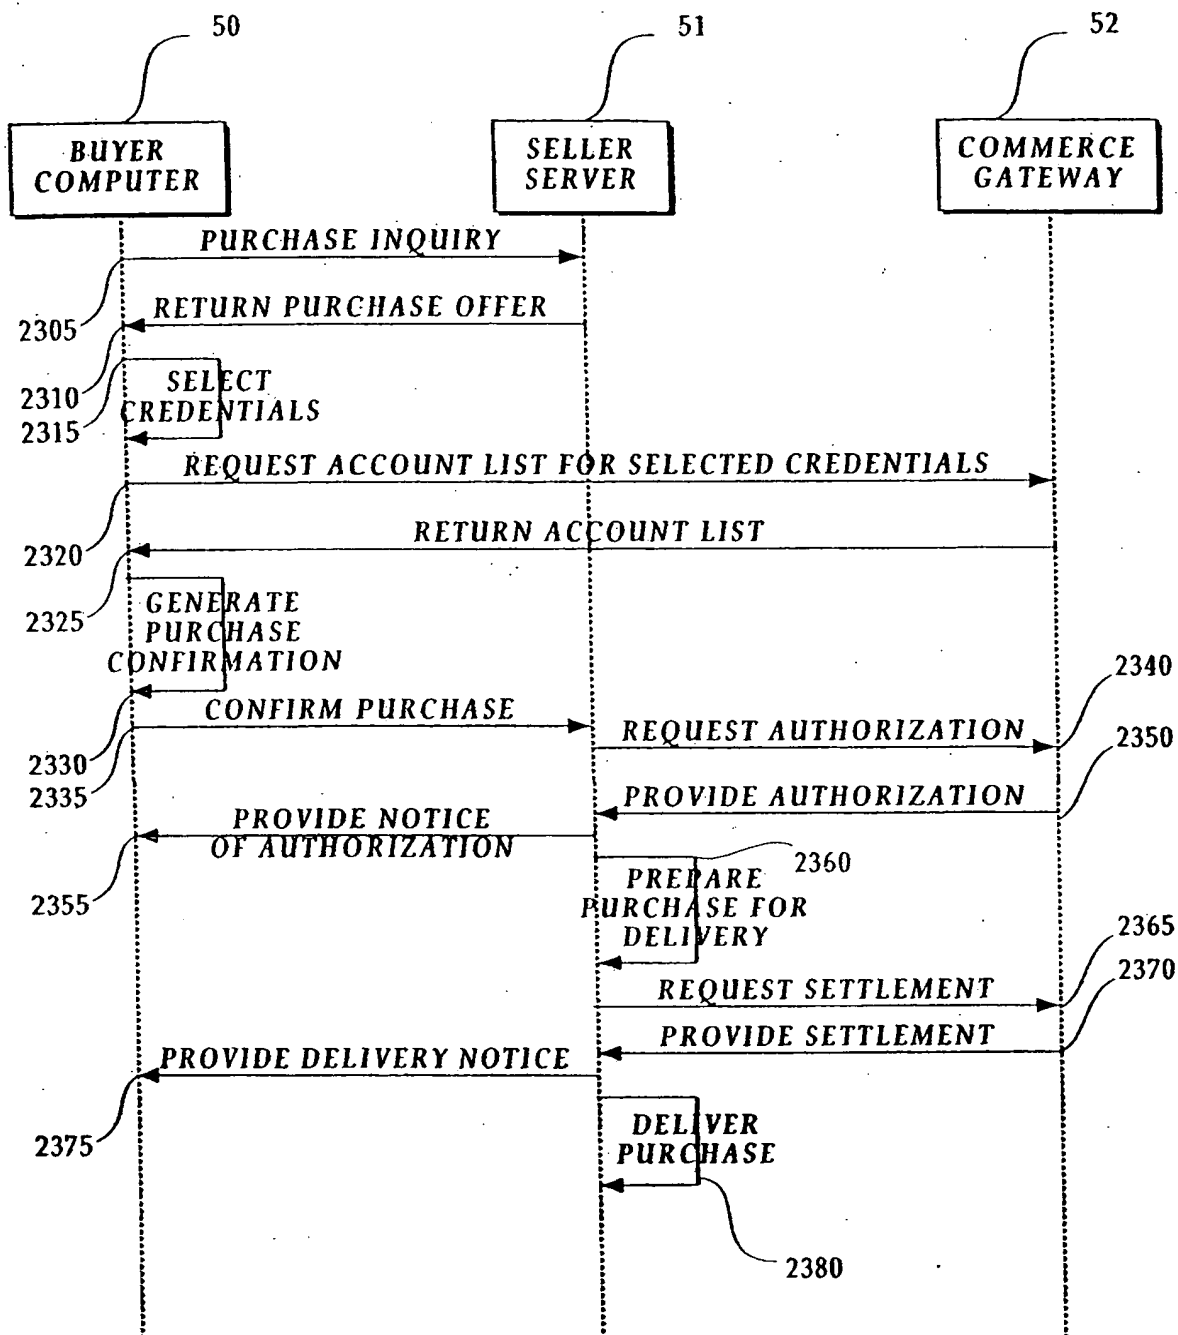 50
51
52
BUYER
COMPUTER
SELLER
SERVER
COMMERCE
GATEWAY
PURCHASE INQUIRY
2305
RETURN PURCHASE OFFER
2310
SELECT
CREDENTIALS
2315
REQUEST ACCOUNT LIST FOR SELECTED CREDENTIALS
2320
RETURN ACCOUNT LIST
2325
GENERATE
PURCHASE
CONFIRMATION
2330
CONFIRM PURCHASE
2335
REQUEST AUTHORIZATION
2340
PROVIDE AUTHORIZATION
2350
PROVIDE NOTICE
OF AUTHORIZATION
2355
2360
PREPARE
PURCHASE FOR
DELIVERY
REQUEST SETTLEMENT
2365
PROVIDE SETTLEMENT
2370
PROVIDE DELIVERY NOTICE
2375
DELIVER
PURCHASE
2380